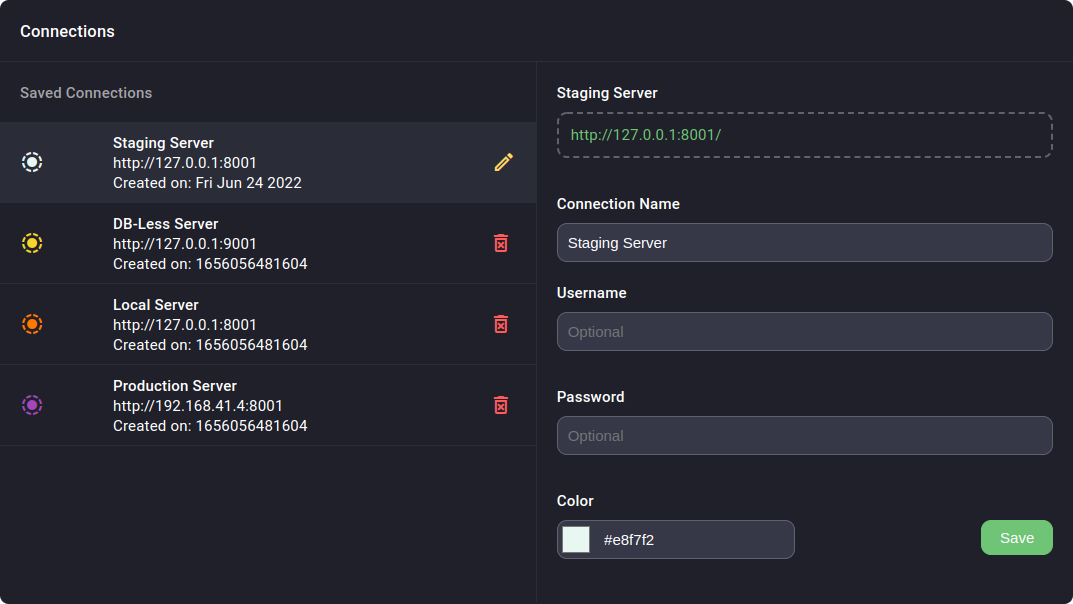 Connections
Saved Connections
Staging Server
http://127.0.0.1:8001
Created on: Fri Jun 24 2022
DB-Less Server
http://127.0.0.1:9001
Created on: 1656056481604
Local Server
http://127.0.0.1:8001
Created on: 1656056481604
Production Server
http://192.168.41.4:8001
Created on: 1656056481604
Staging Server
http://127.0.0.1:8001/
Connection Name
Staging Server
Username
Optional
Password
Optional
Color
#e8f7f2
Save